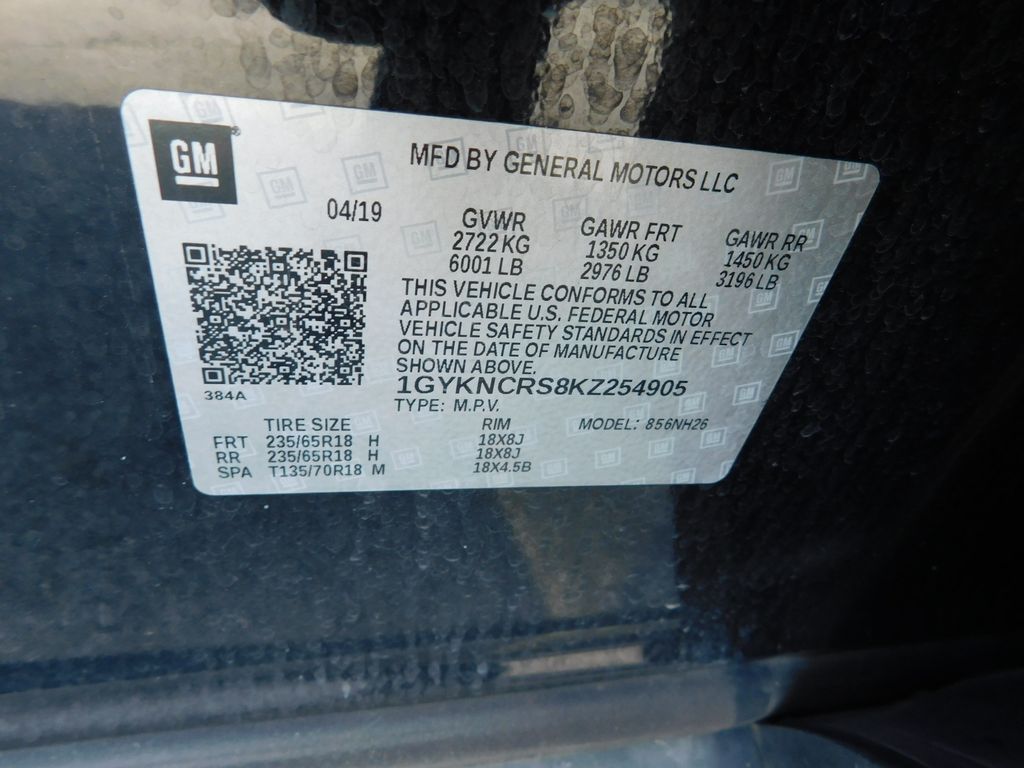 GM
MFD BY GENERAL MOTORS LLC
04/19
GVWR GAWR FRT GAWR RR
2722 KG 1350 KG 1450 KG
6001 LB 2976 LB 3196 LB
THIS VEHICLE CONFORMS TO ALL
APPLICABLE U.S. FEDERAL MOTOR
VEHICLE SAFETY STANDARDS IN EFFECT
ON THE DATE OF MANUFACTURE
SHOWN ABOVE.
1GYKNCRS8KZ254905
384A
TYPE: M.P.V.
TIRE SIZE RIM MODEL: 856NH26
FRT 235/65R18 H 18X8J
RR 235/65R18 H 18X8J
SPA T135/70R18 M 18X4.5B